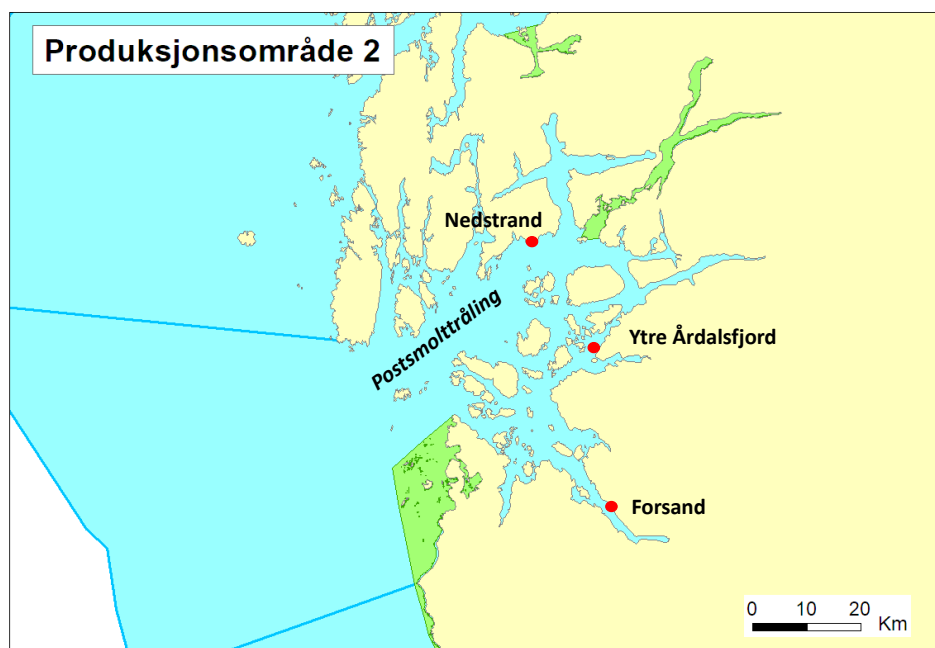 Produksjonsområde 2
Nedstrand
Postsmolttråling
Ytre Årdalsfjord
Forsand
0 10 20
Km